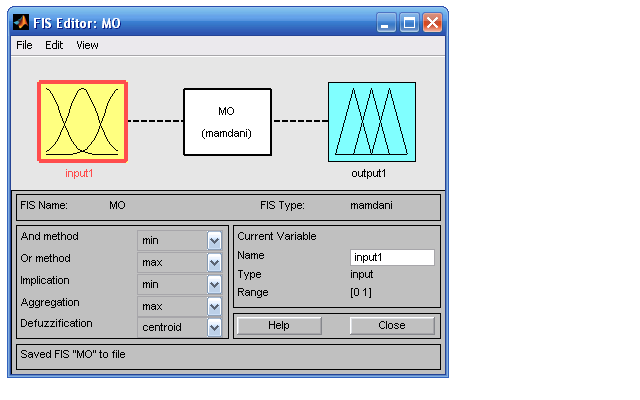 FIS Editor: MO
File Edit View
MO
(mamdani)
input1
output1
FIS Name: MO FIS Type: mamdani
And method min
Or method max
Implication min
Aggregation max
Defuzzification centroid
Current Variable
Name input1
Type input
Range [0 1]
Help Close
Saved FIS "MO" to file